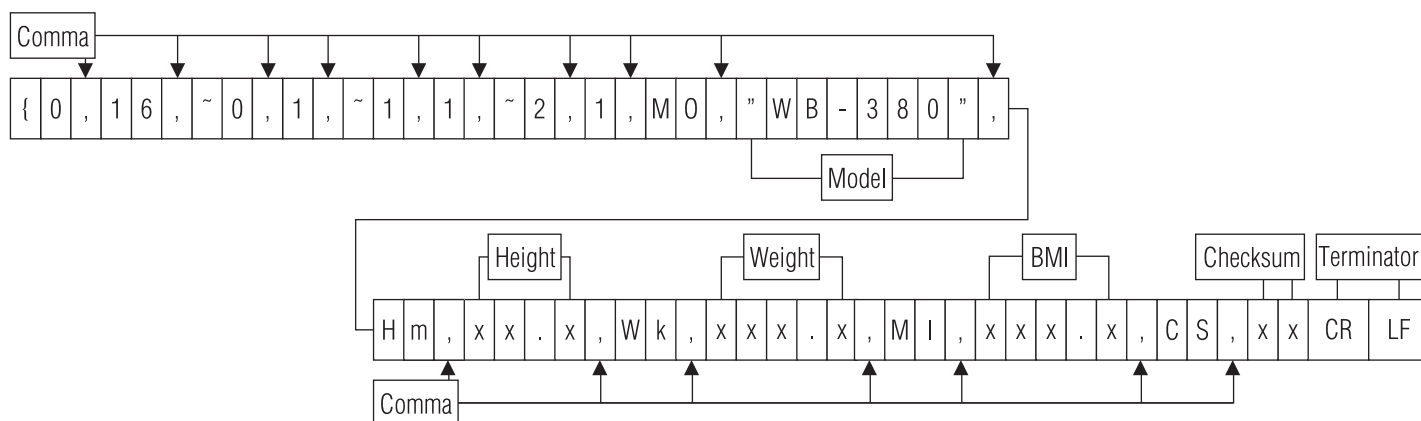 Comma
{ 0 , 1 6 , ~ 0 , 1 , ~ 1 , 1 , ~ 2 , 1 , M O , ” W B - 3 8 0 ” ,
Model
Height Weight BMI Checksum Terminator
H m , x x . x , W k , x x x . x , M I , x x x . x , C S , x x CR LF
Comma